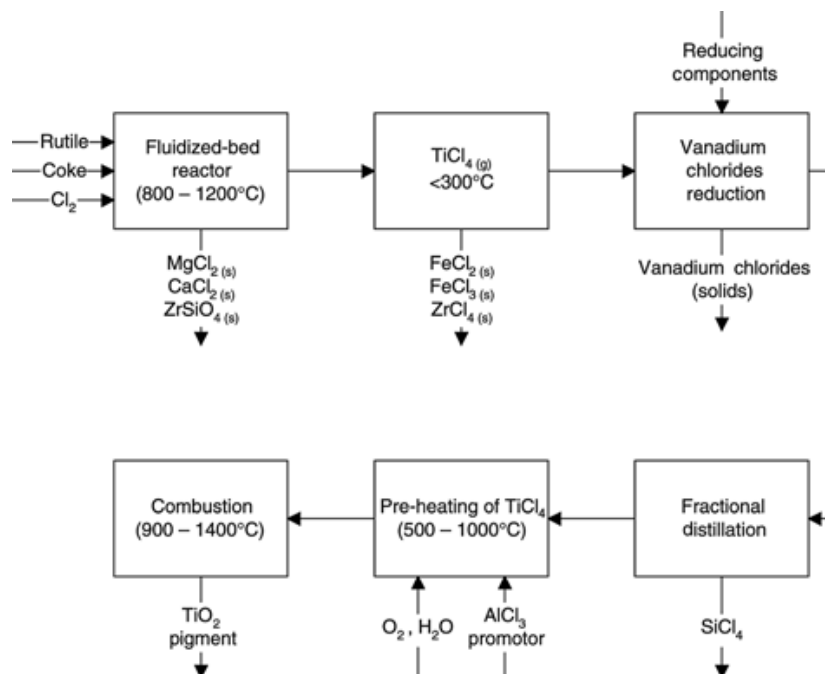 Reducing
components
Rutile
Coke
Cl₂
Fluidized-bed
reactor
(800 – 1200°C)
TiCl₄ (g)
<300°C
Vanadium
chlorides
reduction
MgCl₂ (s)
CaCl₂ (s)
ZrSiO₄ (s)
FeCl₂ (s)
FeCl₃ (s)
ZrCl₄ (s)
Vanadium chlorides
(solids)
Combustion
(900 – 1400°C)
Pre-heating of TiCl₄
(500 – 1000°C)
Fractional
distillation
TiO₂
pigment
O₂ , H₂O
AlCl₃
promotor
SiCl₄